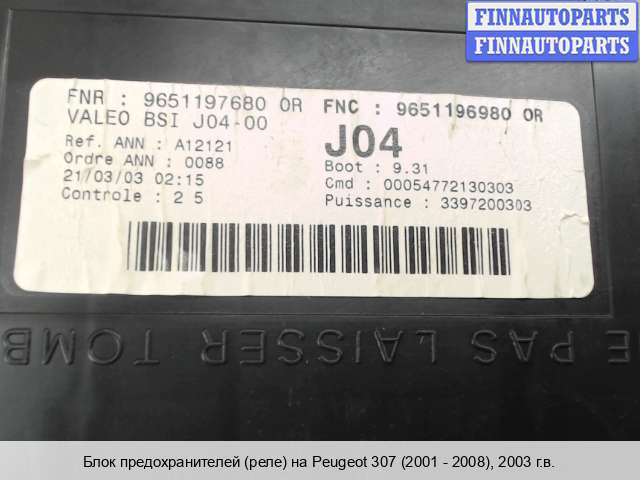 FINNAUTOPARTS
FINNAUTOPARTS
FNR : 9651197680 0R FNC : 9651196980 0R
VALEO BSI J04-00
J04
Ref. ANN : A12121
Boot : 9.31
Ordre ANN : 0088
Cmd : 00054772130303
21/03/03 02:15
Puissance : 3397200303
Controle : 2 5
E PAS LAISSER TOMB
Блок предохранителей (реле) на Peugeot 307 (2001 - 2008), 2003 г.в.